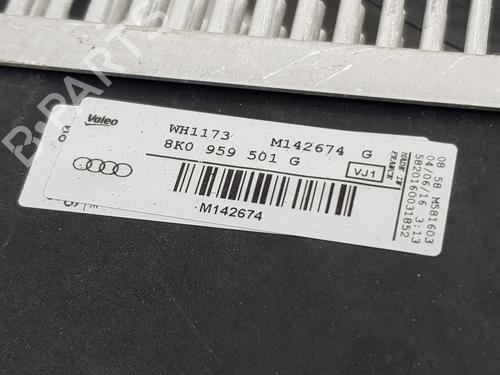 B-PARTS
Valeo
WH1173 M142674 G
8K0 959 501 G
VJ1
MADE IN
FRANCE
M142674
08 58 M581603
04/06/16 3:13
5820160031852